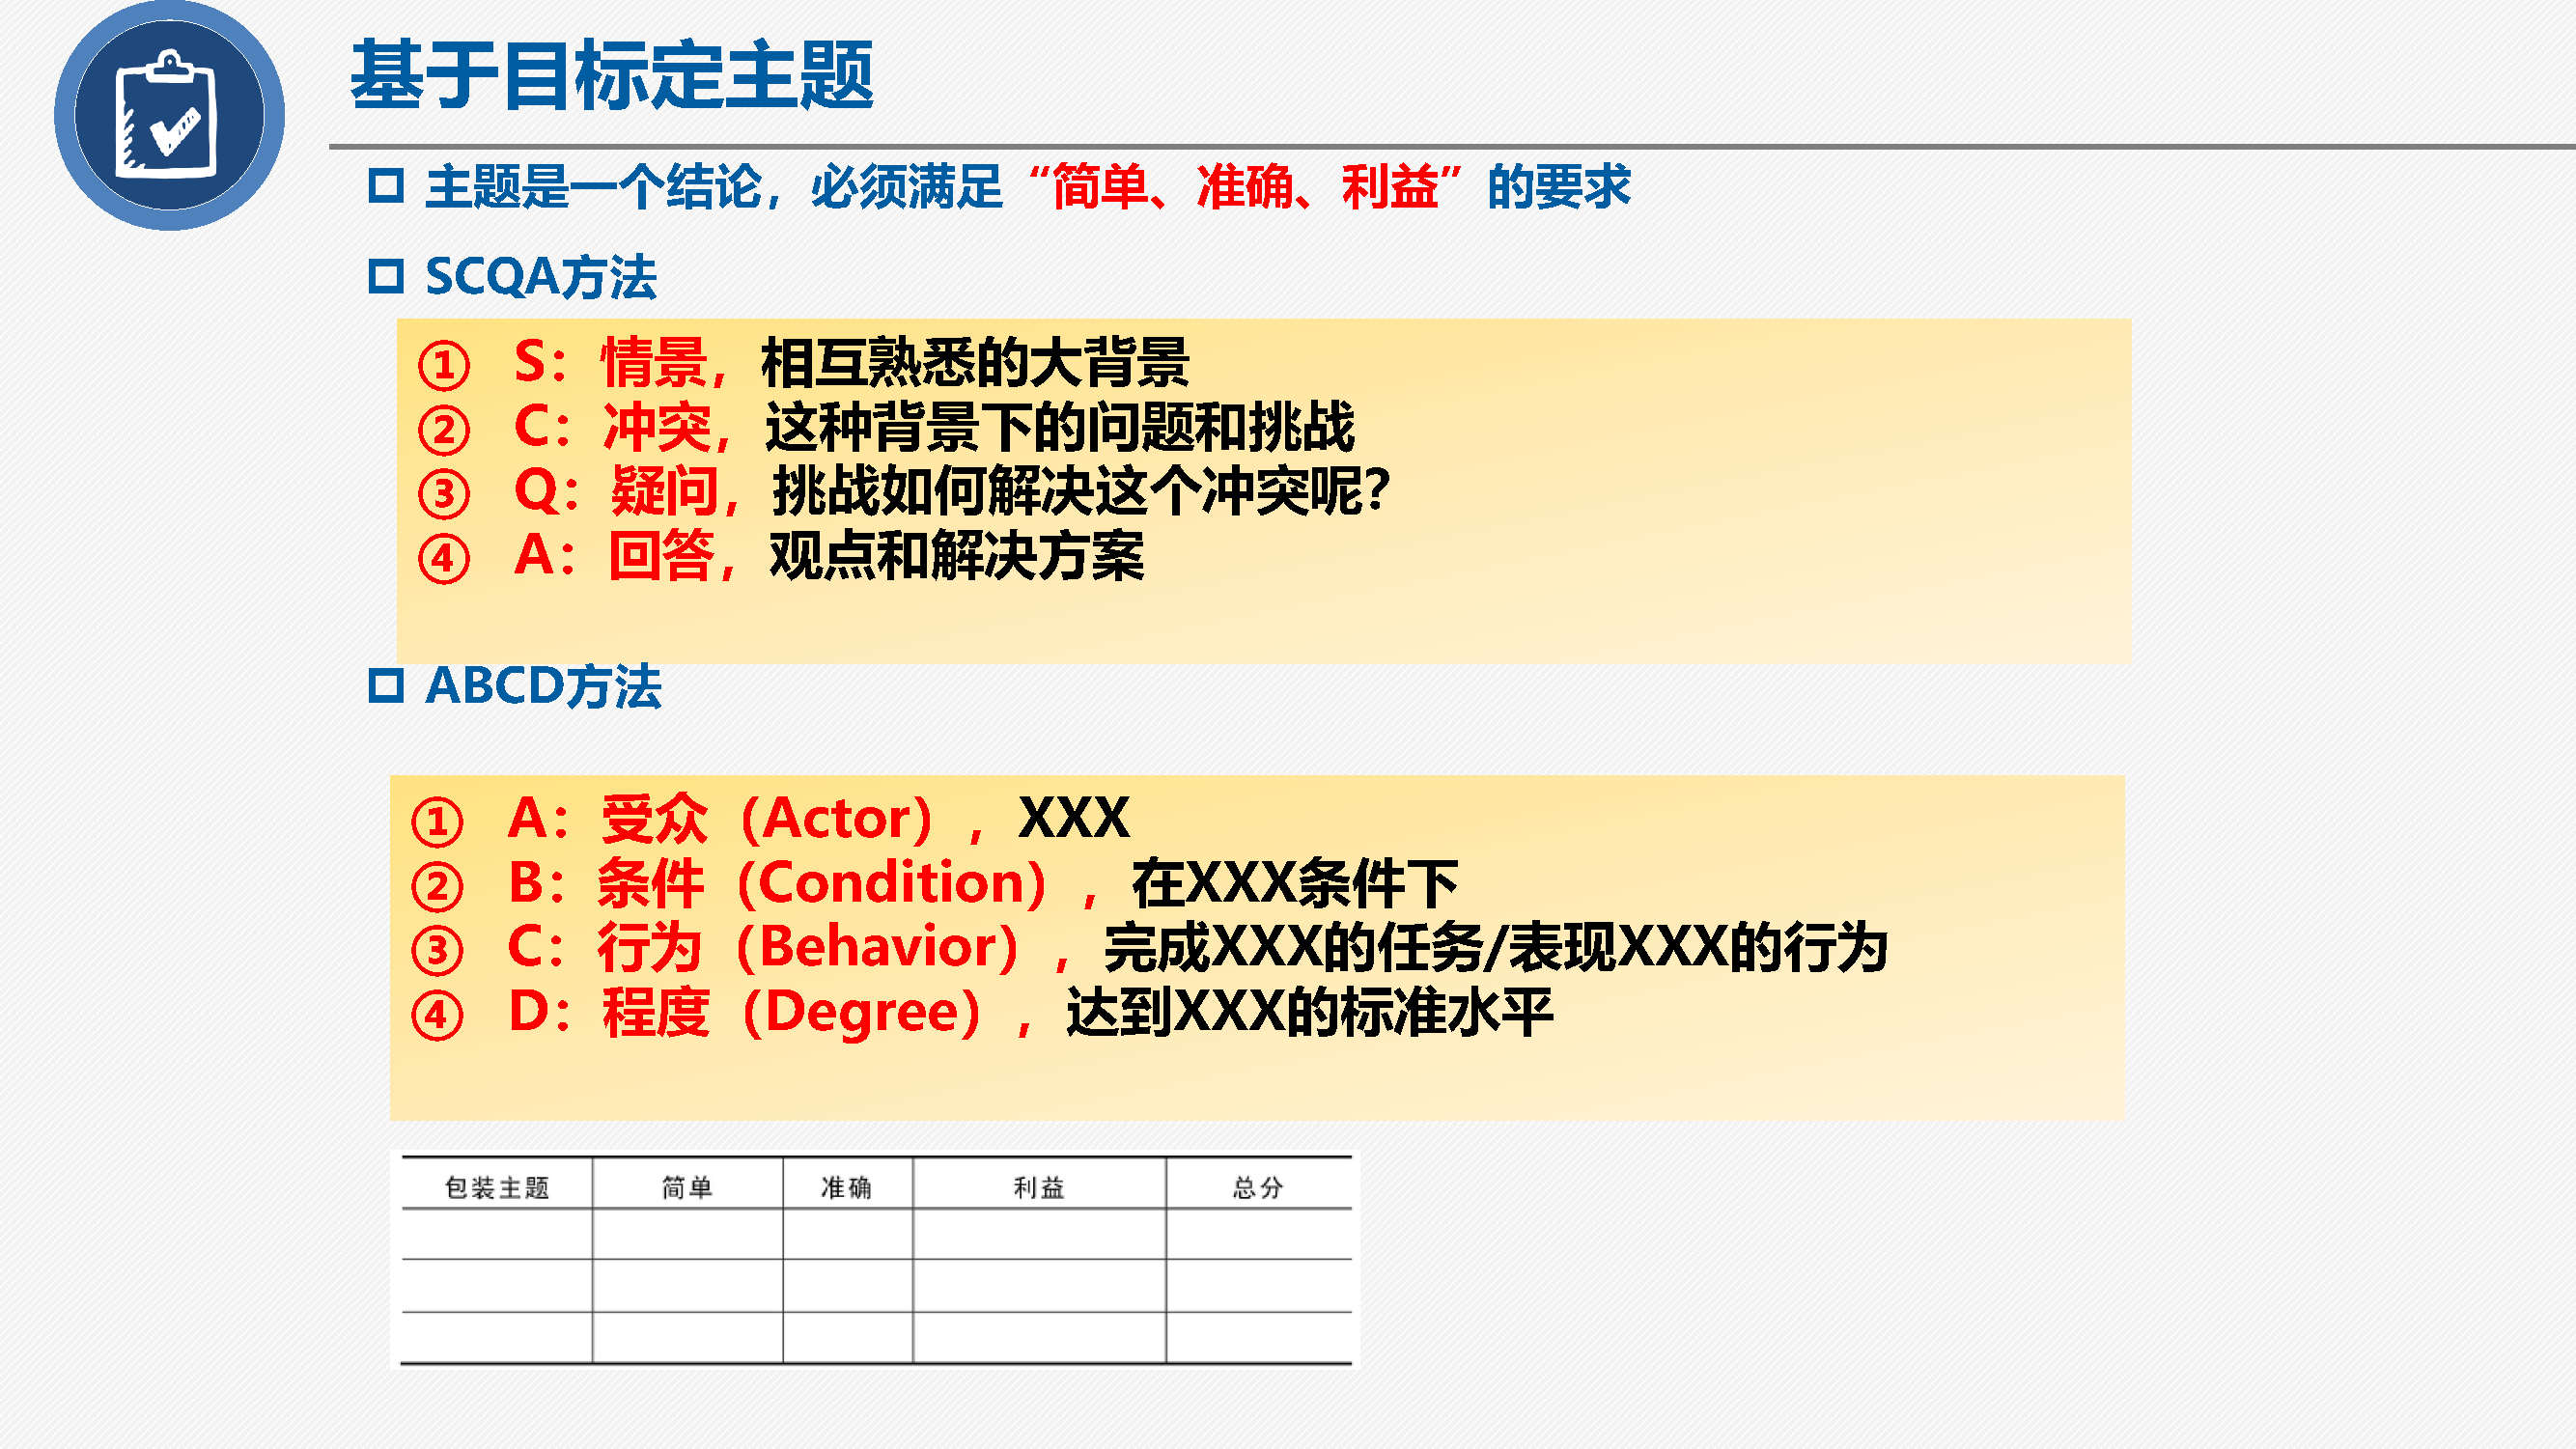 基于目标定主题
主题是一个结论，必须满足“简单、准确、利益”的要求
SCQA方法
① S：情景，相互熟悉的大背景
② C：冲突，这种背景下的问题和挑战
③ Q：疑问，挑战如何解决这个冲突呢？
④ A：回答，观点和解决方案
ABCD方法
① A：受众（Actor），XXX
② B：条件（Condition），在XXX条件下
③ C：行为（Behavior），完成XXX的任务/表现XXX的行为
④ D：程度（Degree），达到XXX的标准水平
包装主题 简单 准确 利益 总分